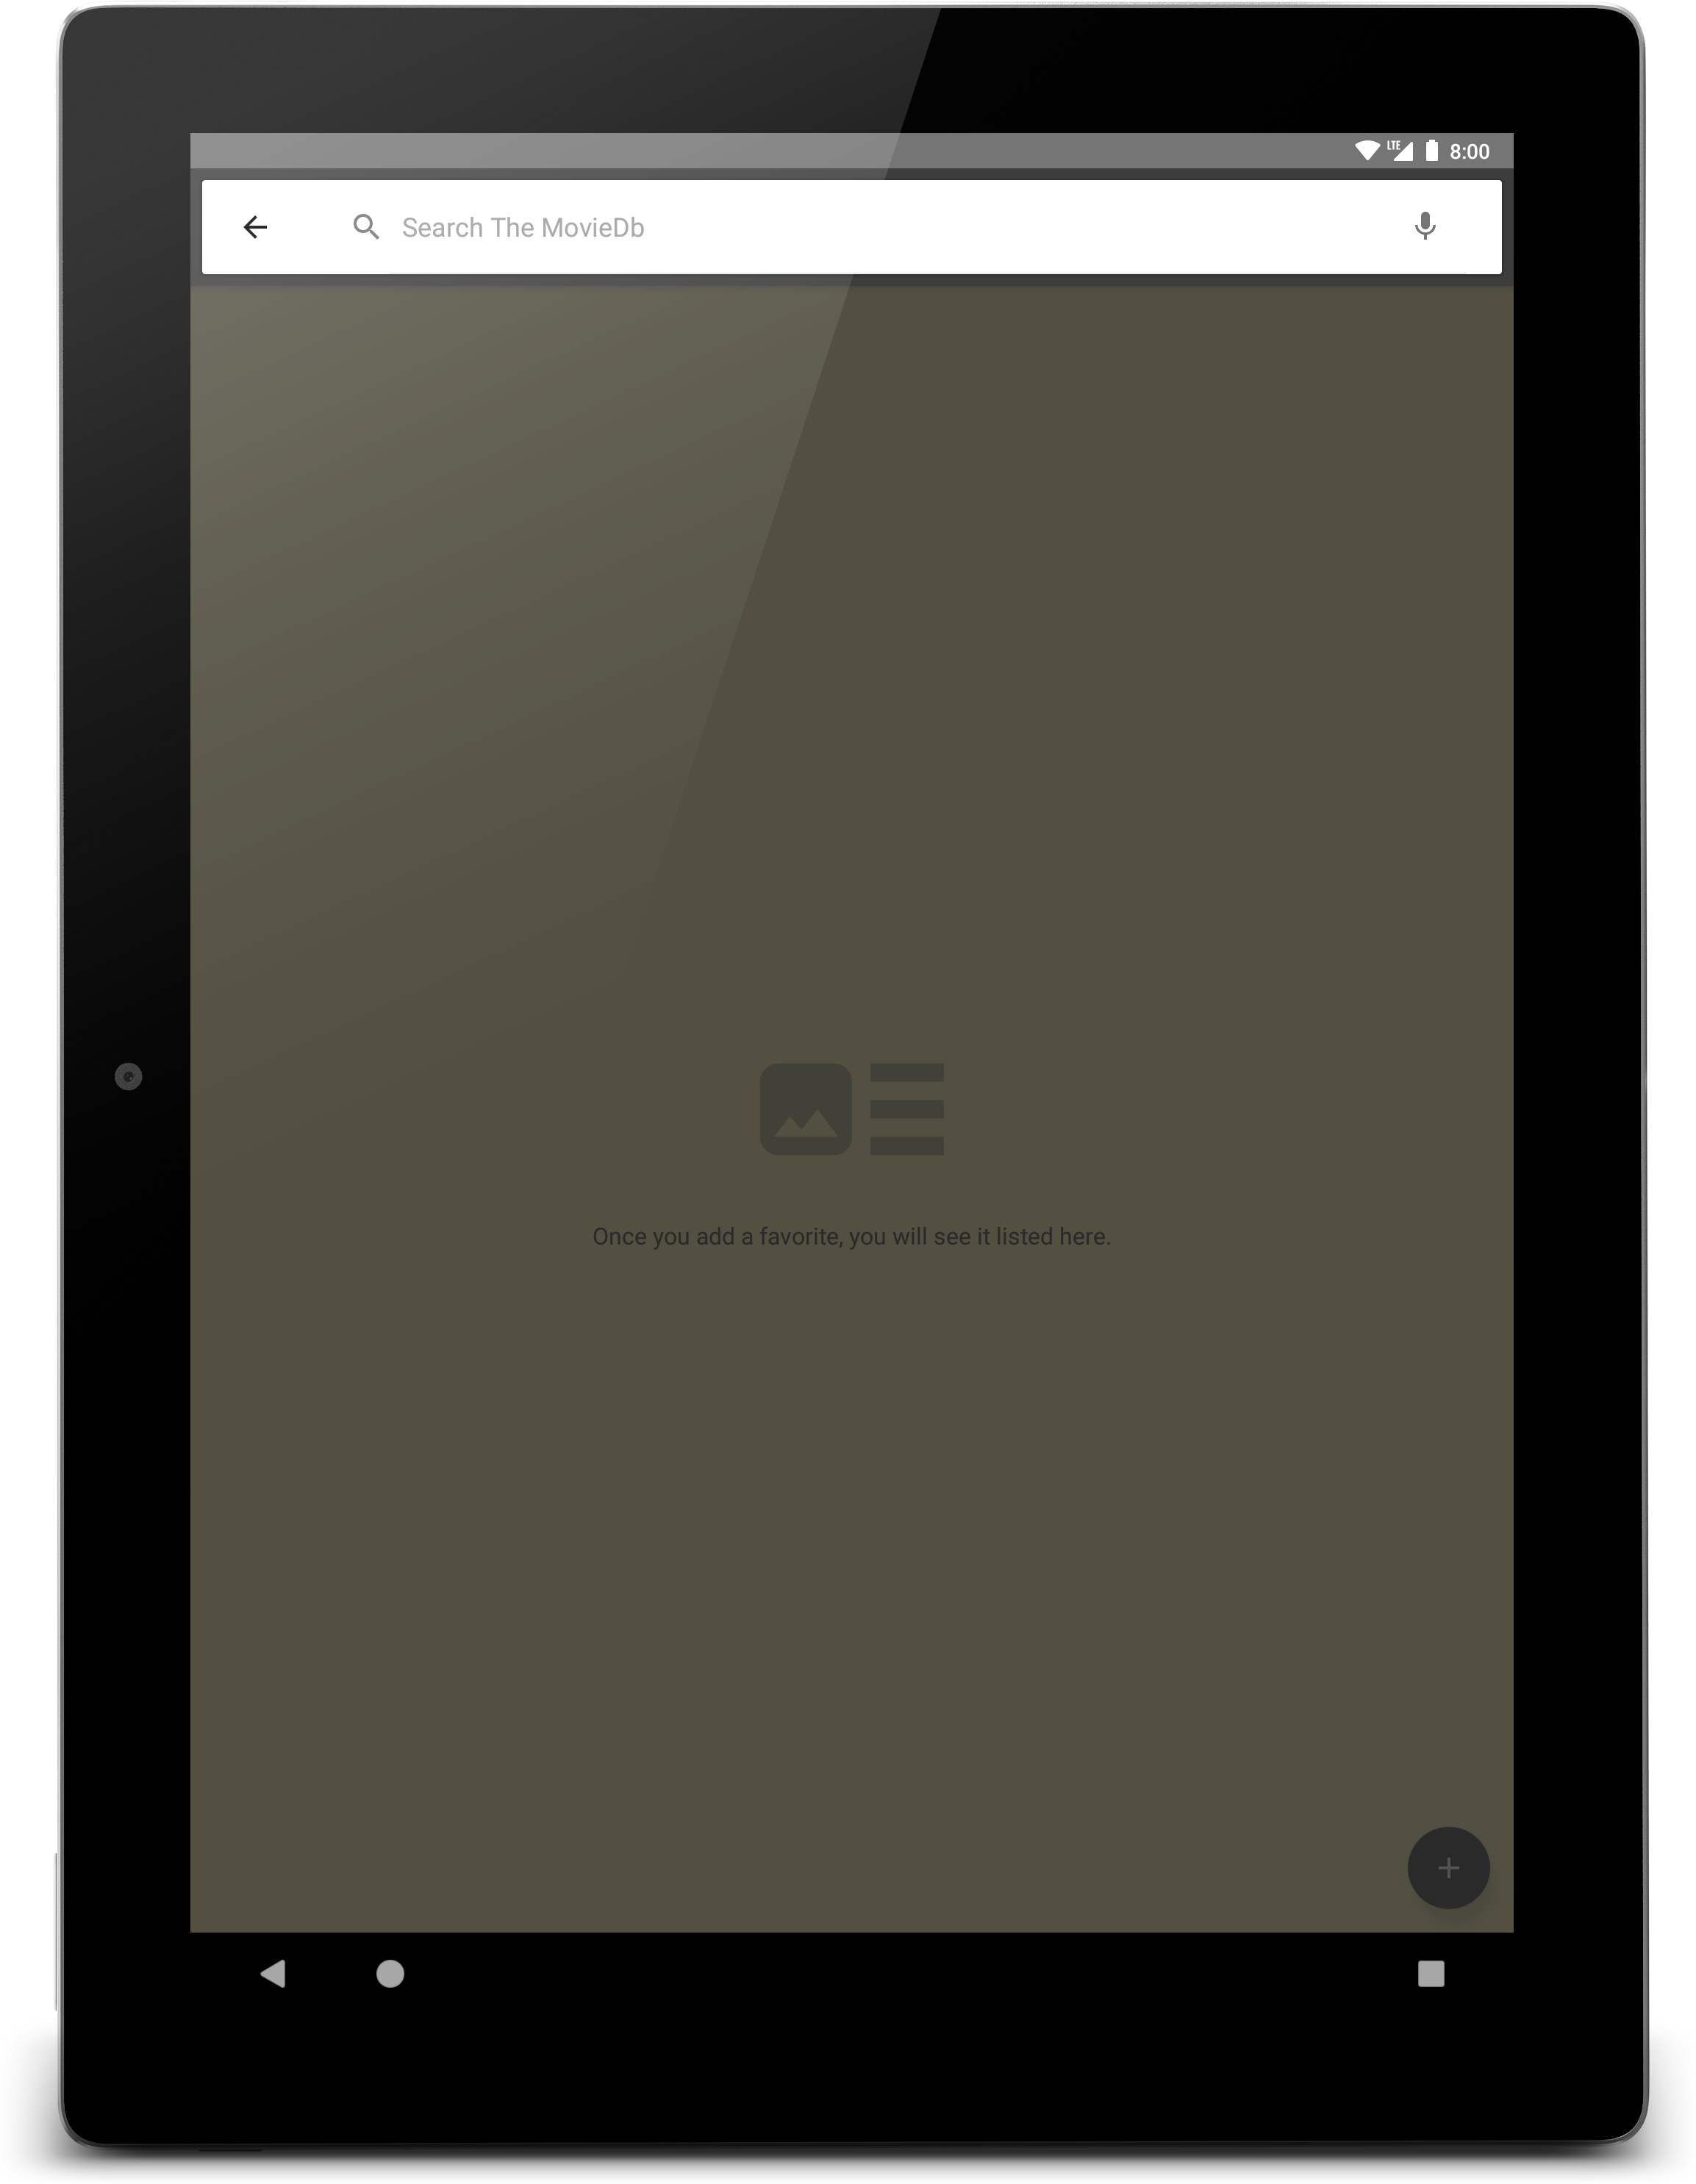 LTE 8:00
Search The MovieDb
Once you add a favorite, you will see it listed here.